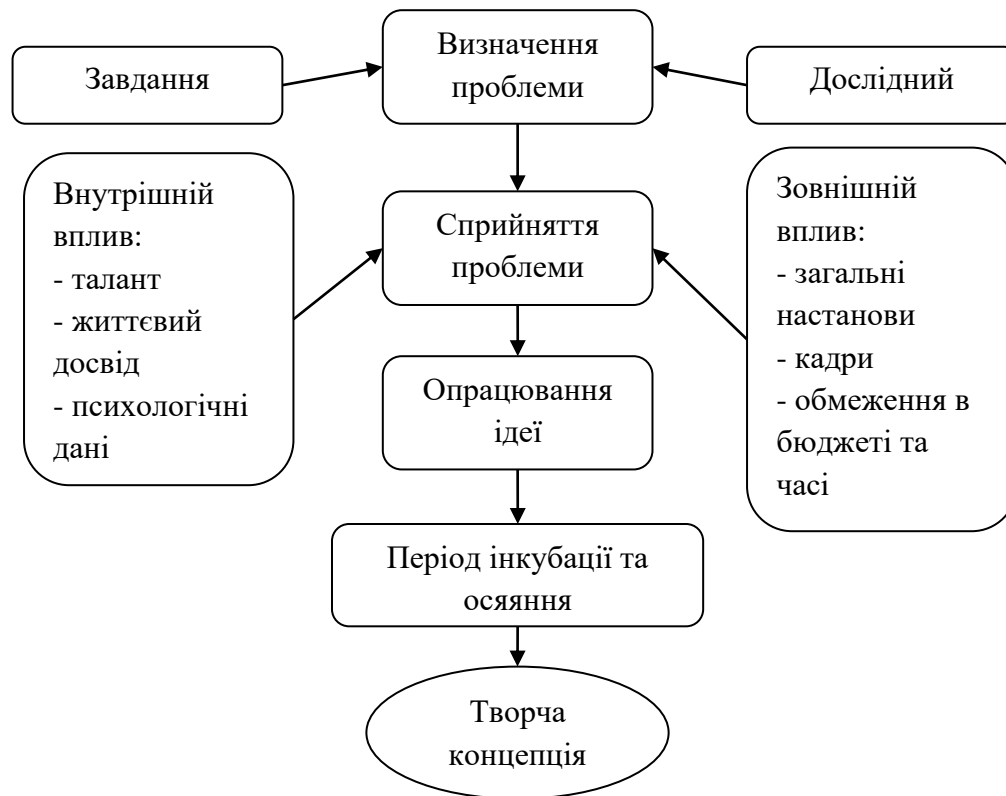 Визначення
проблеми
Завдання
Дослідний
Внутрішній
вплив:
- талант
- життєвий
досвід
- психологічні
дані
Сприйняття
проблеми
Зовнішній
вплив:
- загальні
настанови
- кадри
- обмеження в
бюджеті та
часі
Опрацювання
ідеї
Період інкубації та
осяяння
Творча
концепція